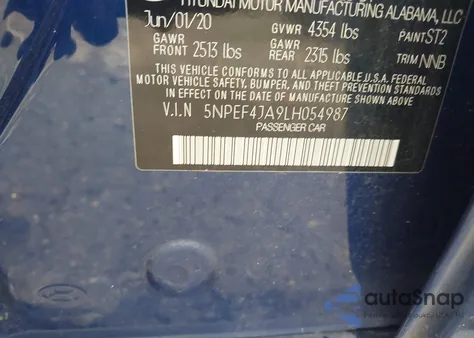 HYUNDAI MOTOR MANUFACTURING ALABAMA, LLC
Jun/01/20 GVWR 4354 lbs PAINT ST2
GAWR FRONT 2513 lbs GAWR REAR 2315 lbs TRIM NNB
THIS VEHICLE CONFORMS TO ALL APPLICABLE U.S.A. FEDERAL
MOTOR VEHICLE SAFETY, BUMPER, AND THEFT PREVENTION STANDARDS
IN EFFECT ON THE DATE OF MANUFACTURE SHOWN ABOVE.
V.I.N 5NPEF4JA9LH054987
PASSENGER CAR
autoSnap